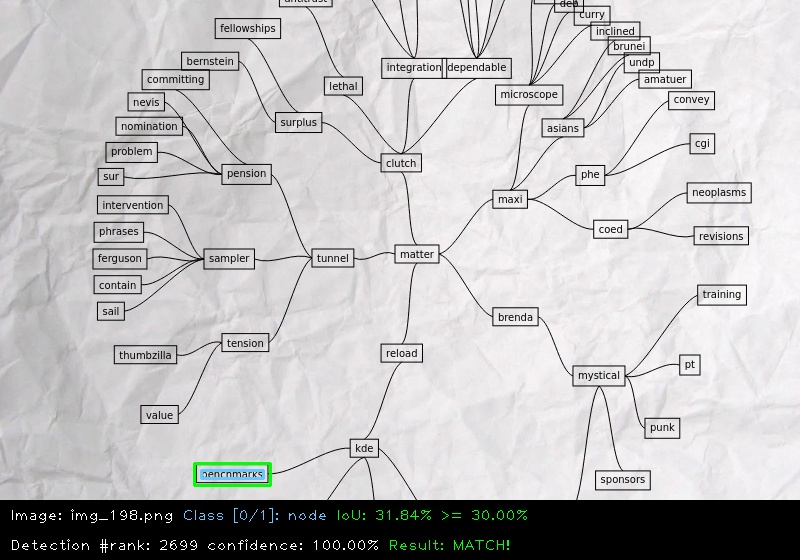 antitrust
deb
curry
fellowships
inclined
brunei
bernstein
integration
dependable
undp
committing
lethal
amatuer
microscope
nevis
convey
surplus
nomination
asians
cgi
problem
clutch
sur
pension
phe
neoplasms
maxi
intervention
phrases
coed
revisions
ferguson
sampler
tunnel
matter
contain
training
sail
brenda
thumbzilla
tension
reload
pt
mystical
value
punk
kde
benchmarks
sponsors
Image: img_198.png Class [0/1]: node IoU: 31.84% >= 30.00%
Detection #rank: 2699 confidence: 100.00% Result: MATCH!